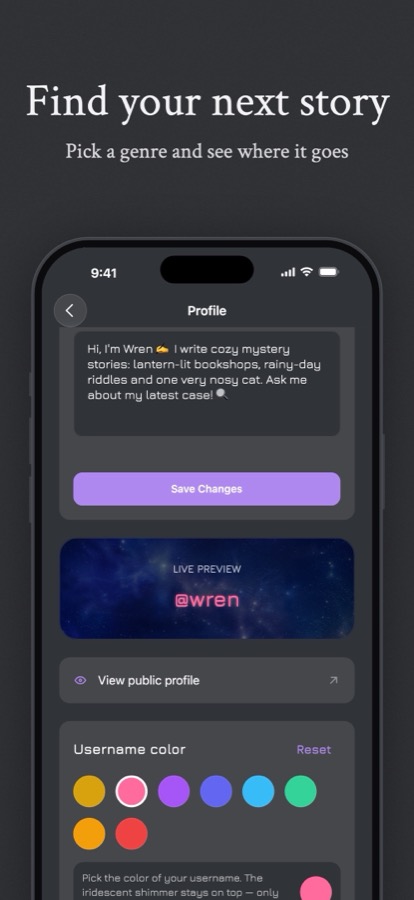 Find your next story
Pick a genre and see where it goes
9:41
Profile
Hi, I'm Wren ✍️ I write cozy mystery
stories: lantern-lit bookshops, rainy-day
riddles and one very nosy cat. Ask me
about my latest case! 🔍
Save Changes
LIVE PREVIEW
@wren
View public profile
Username color
Reset
Pick the color of your username. The
iridescent shimmer stays on top — only